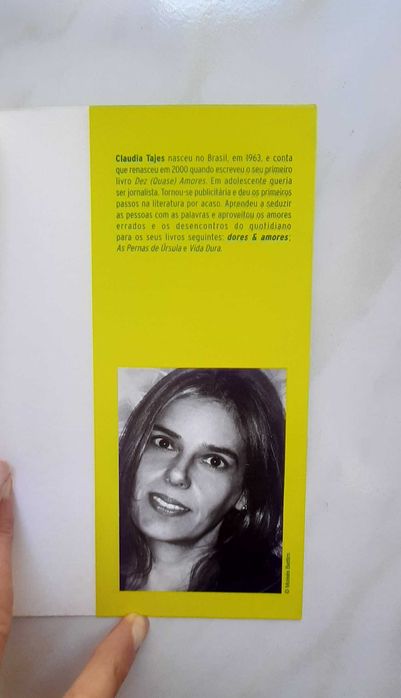 Claudia Tajes nasceu no Brasil, em 1963, e conta
que renasceu em 2000 quando escreveu o seu primeiro
livro Dez (Quase) Amores. Em adolescente queria
ser jornalista. Tornou-se publicitária e deu os primeiros
passos na literatura por acaso. Aprendeu a seduzir
as pessoas com as palavras e aproveitou os amores
errados e os desencontros do quotidiano
para os seus livros seguintes: dores & amores;
As Pernas de Úrsula e Vida Dura.
© Moisés Bettim